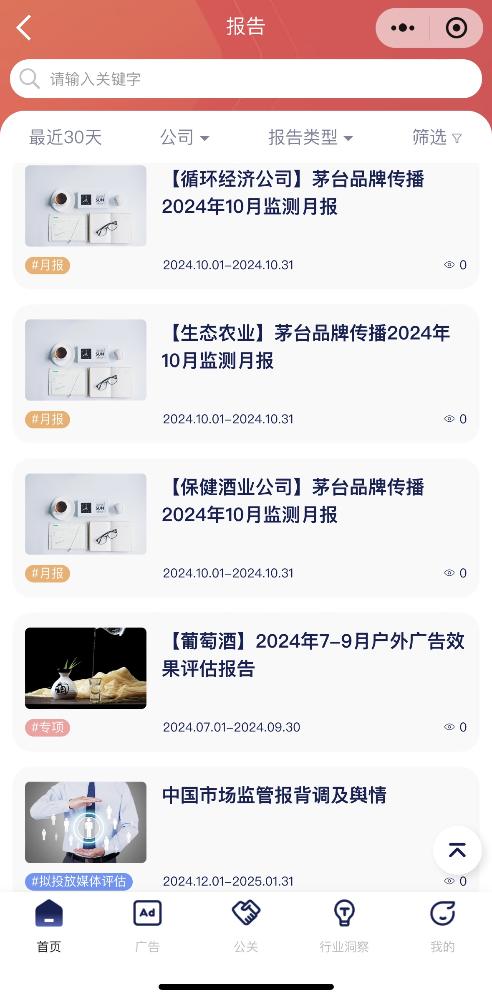 报告
请输入关键字
最近30天 公司 报告类型 筛选
【循环经济公司】茅台品牌传播
2024年10月监测月报
#月报 2024.10.01-2024.10.31 0
【生态农业】茅台品牌传播2024年
10月监测月报
#月报 2024.10.01-2024.10.31 0
【保健酒业公司】茅台品牌传播
2024年10月监测月报
#月报 2024.10.01-2024.10.31 0
【葡萄酒】2024年7-9月户外广告效
果评估报告
酒
#专项 2024.07.01-2024.09.30 0
中国市场监管报背调及舆情
#拟投放媒体评估 2024.12.01-2025.01.31 0
Ad
首页 广告 公关 行业洞察 我的